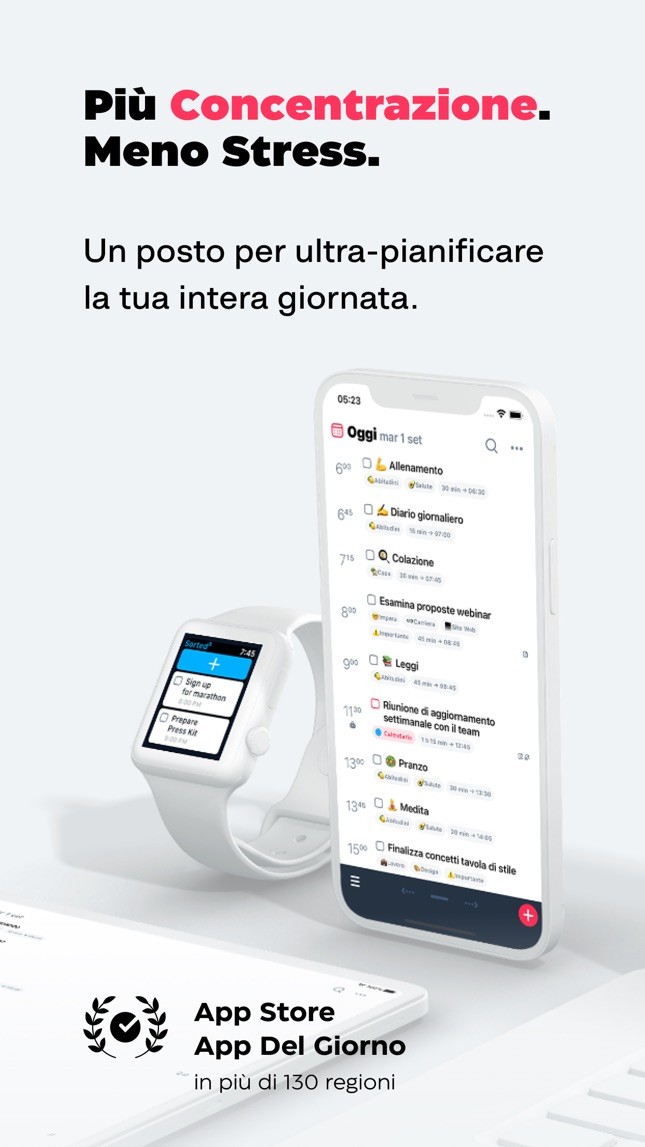 Più Concentrazione.
Meno Stress.
Un posto per ultra-pianificare
la tua intera giornata.
05:23
Oggi mar 1 set
6:00 💪 Allenamento
Abitudini Salute 30 min → 06:30
6:45 ✍️ Diario giornaliero
Abitudini 15 min → 07:00
7:15 🍳 Colazione
Casa 30 min → 07:45
8:00 Esamina proposte webinar
Impara Carriera Sito Web
Importante 45 min → 08:45
9:00 📚 Leggi
Abitudini 45 min → 09:45
11:30 Riunione di aggiornamento
settimanale con il team
Calendario 1 h 15 min → 12:45
13:00 Pranzo
Abitudini Salute 30 min → 13:30
13:45 Medita
Abitudini Salute 20 min → 14:05
15:00 Finalizza concetti tavola di stile
Lavoro Design Importante
Sorted³ 7:45
+
Sign up
for marathon
Prepare
Press Kit
9:00 PM
App Store
App Del Giorno
in più di 130 regioni